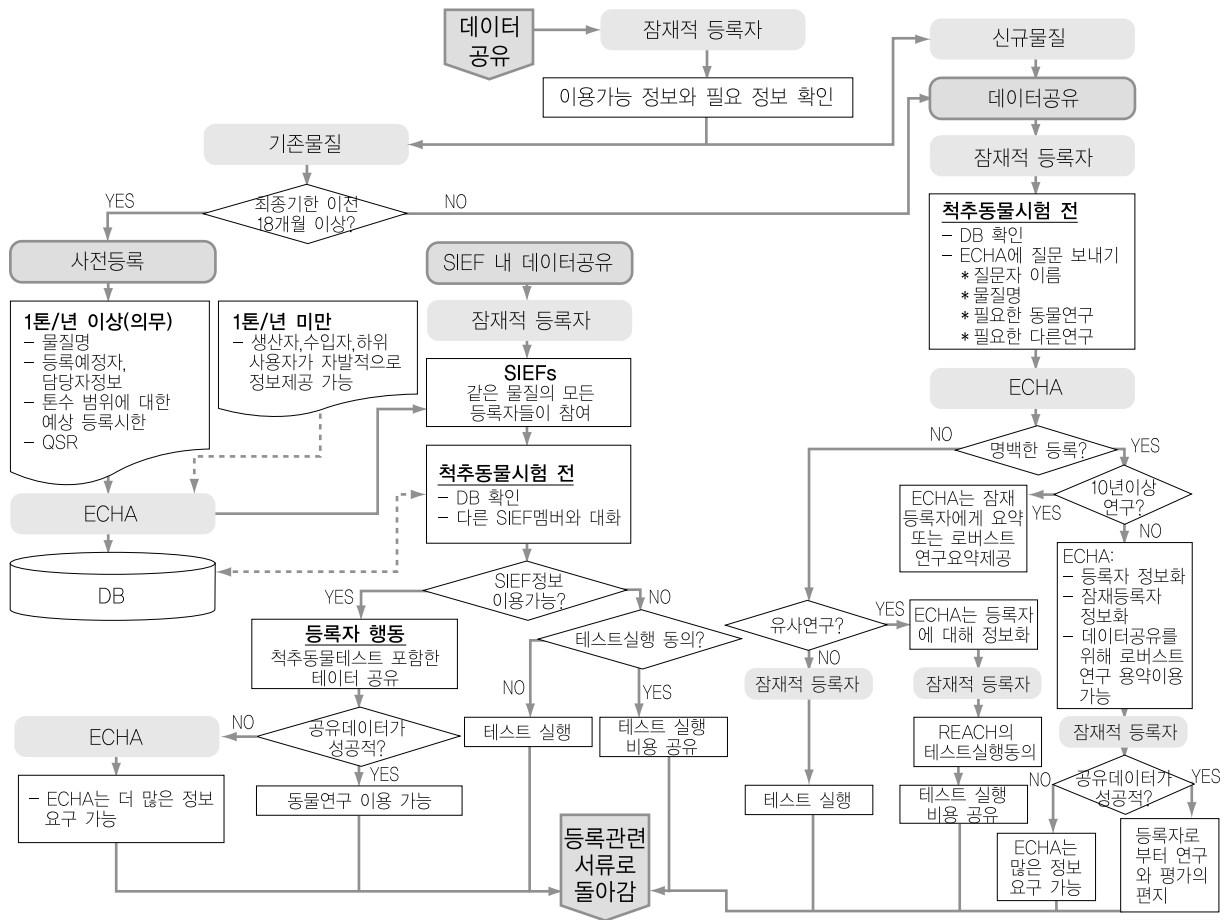 데이터
공유
잠재적 등록자
이용가능 정보와 필요 정보 확인
신규물질
데이터공유
잠재적 등록자
척추동물시험 전
– DB 확인
– ECHA에 질문 보내기
* 질문자 이름
* 물질명
* 필요한 동물연구
* 필요한 다른연구
기존물질
최종기한 이전
18개월 이상?
YES
NO
사전등록
1톤/년 이상(의무)
– 물질명
– 등록예정자,
담당자정보
– 톤수 범위에 대한
예상 등록시한
– QSR
1톤/년 미만
– 생산자,수입자,하위
사용자가 자발적으로
정보제공 가능
ECHA
DB
SIEF 내 데이터공유
잠재적 등록자
SIEFs
같은 물질의 모든
등록자들이 참여
척추동물시험 전
– DB 확인
– 다른 SIEF멤버와 대화
SIEF정보
이용가능?
YES
NO
등록자 행동
척추동물테스트 포함한
테이터 공유
테스트실행 동의?
NO
YES
공유데이터가
성공적?
NO
YES
ECHA
– ECHA는 더 많은 정보
요구 가능
동물연구 이용 가능
테스트 실행
테스트 실행
비용 공유
등록관련
서류로
돌아감
ECHA
명백한 등록?
NO
YES
10년이상
연구?
YES
NO
ECHA는 잠재
등록자에게 요약
또는 로버스트
연구요약제공
ECHA:
– 등록자 정보화
– 잠재등록자
정보화
– 데이터공유를
위해 로버스트
연구 용약이용
가능
유사연구?
YES
NO
ECHA는 등록자
에 대해 정보화
잠재적 등록자
잠재적 등록자
REACH의
테스트실행동의
테스트 실행
테스트 실행
비용 공유
잠재적 등록자
공유데이터가
성공적?
NO
YES
ECHA는
많은 정보
요구 가능
등록자로
부터 연구
와 평가의
편지